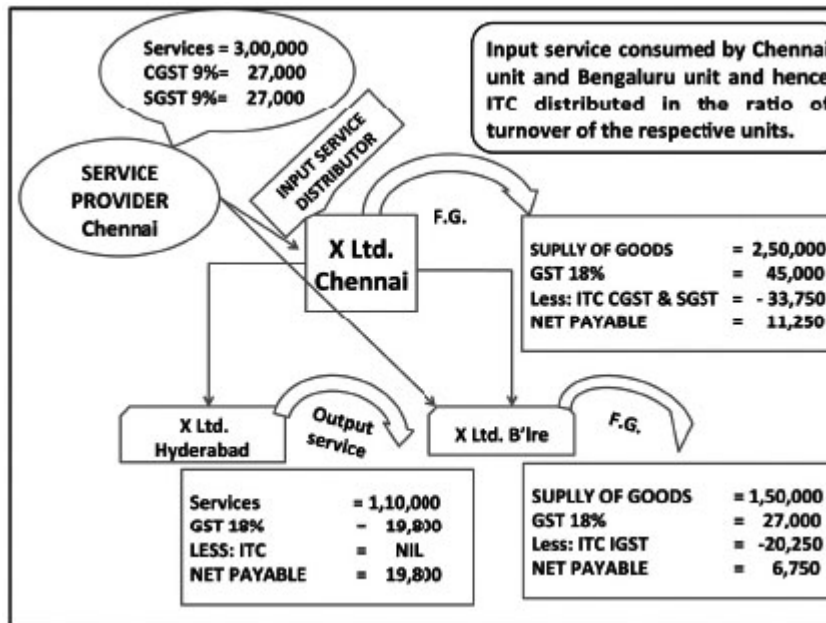 Services = 3,00,000
CGST 9%= 27,000
SGST 9%= 27,000
Input service consumed by Chennai
unit and Bengaluru unit and hence
ITC distributed in the ratio of
turnover of the respective units.
SERVICE
PROVIDER
Chennai
INPUT SERVICE
DISTRIBUTOR
F.G.
X Ltd.
Chennai
SUPLLY OF GOODS = 2,50,000
GST 18% = 45,000
Less: ITC CGST & SGST = - 33,750
NET PAYABLE = 11,250
X Ltd.
Hyderabad
Output
service
X Ltd. B'lre
F.G.
Services = 1,10,000
GST 18% – 19,800
LESS: ITC = NIL
NET PAYABLE = 19,800
SUPLLY OF GOODS = 1,50,000
GST 18% = 27,000
Less: ITC IGST = -20,250
NET PAYABLE = 6,750